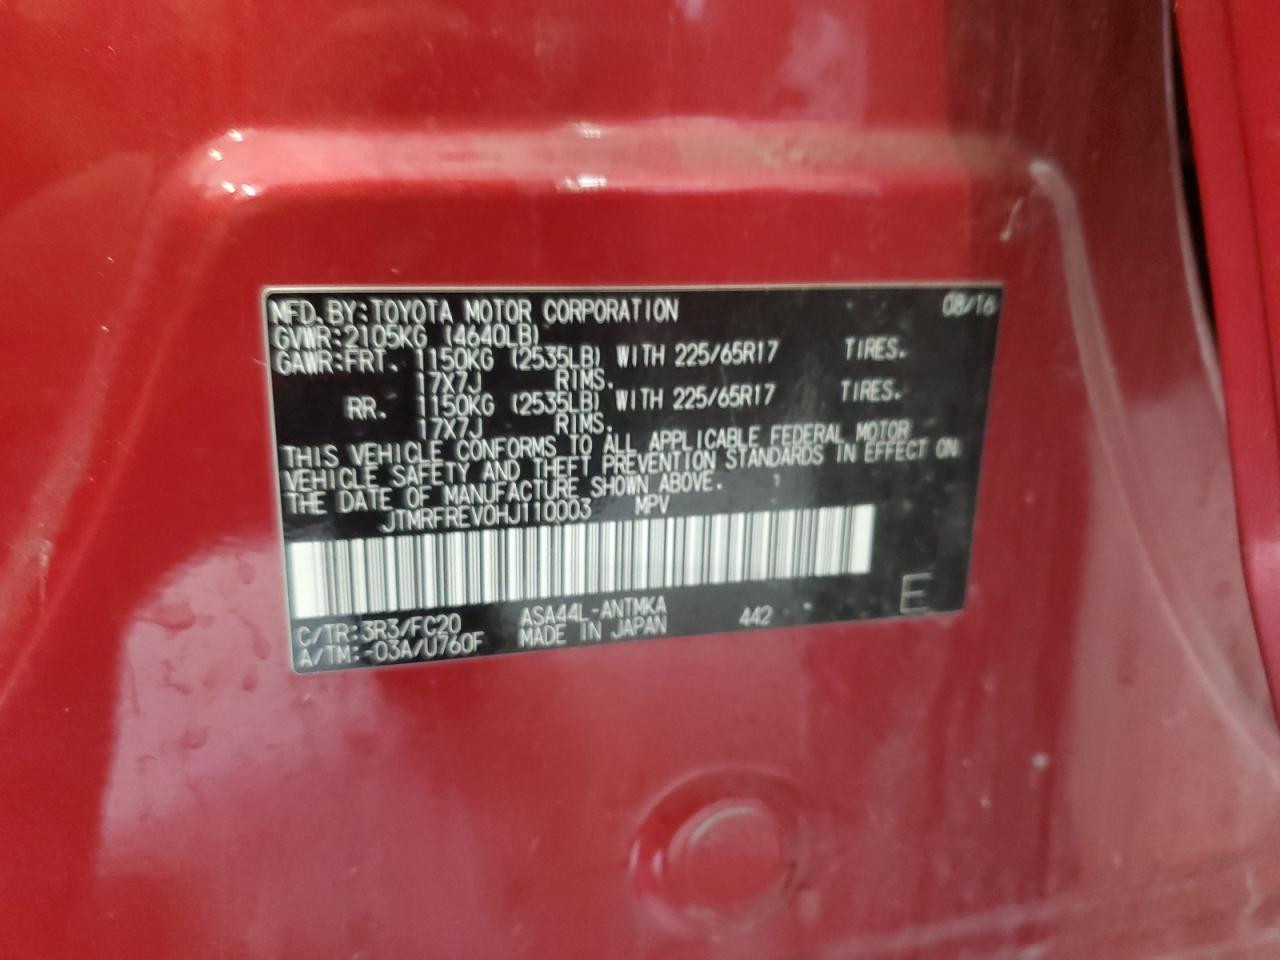 MFD.BY:TOYOTA MOTOR CORPORATION 08/16
GVWR:2105KG (4640LB)
GAWR:FRT. 1150KG (2535LB) WITH 225/65R17 TIRES.
17X7J RIMS.
RR. 1150KG (2535LB) WITH 225/65R17 TIRES.
17X7J RIMS.
THIS VEHICLE CONFORMS TO ALL APPLICABLE FEDERAL MOTOR
VEHICLE SAFETY AND THEFT PREVENTION STANDARDS IN EFFECT ON
THE DATE OF MANUFACTURE SHOWN ABOVE. 1
JTMRFREV0HJ110003 MPV
C/TR:3R3/FC20 ASA44L-ANTMKA 442 E
A/TM:-03A/U760F MADE IN JAPAN